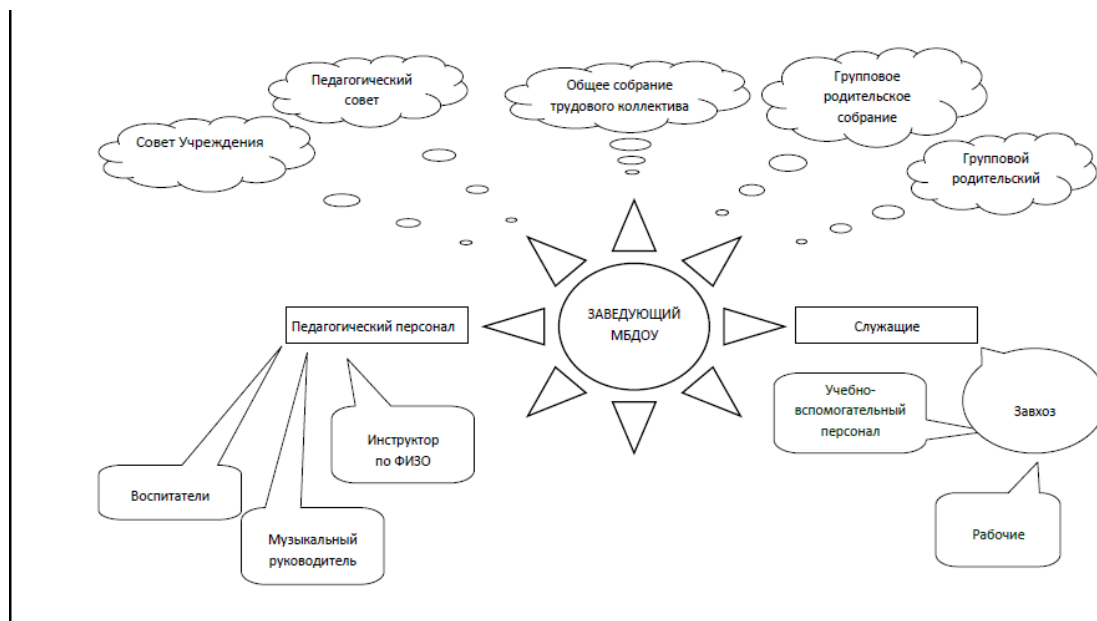 Педагогический
совет
Совет Учреждения
Общее собрание
трудового коллектива
Групповое
родительское
собрание
Групповой
родительский
ЗАВЕДУЮЩИЙ
МБДОУ
Педагогический персонал
Служащие
Воспитатели
Музыкальный
руководитель
Инструктор
по ФИЗО
Учебно-
вспомогательный
персонал
Завхоз
Рабочие